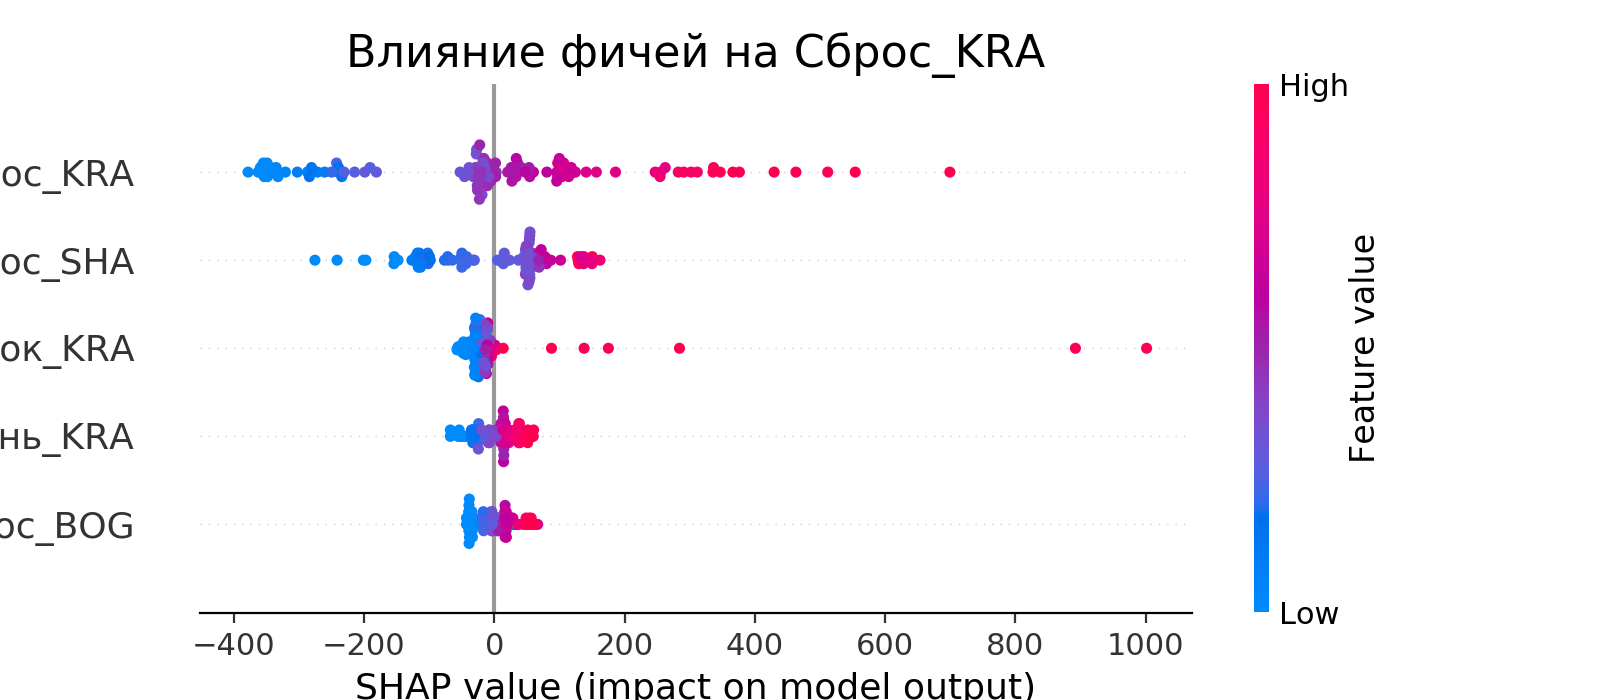 Влияние фичей на Сброс_KRA
High
ос_KRA
ос_SHA
ок_KRA
нь_KRA
ос_BOG
Feature value
Low
−400 −200 0 200 400 600 800 1000
SHAP value (impact on model output)